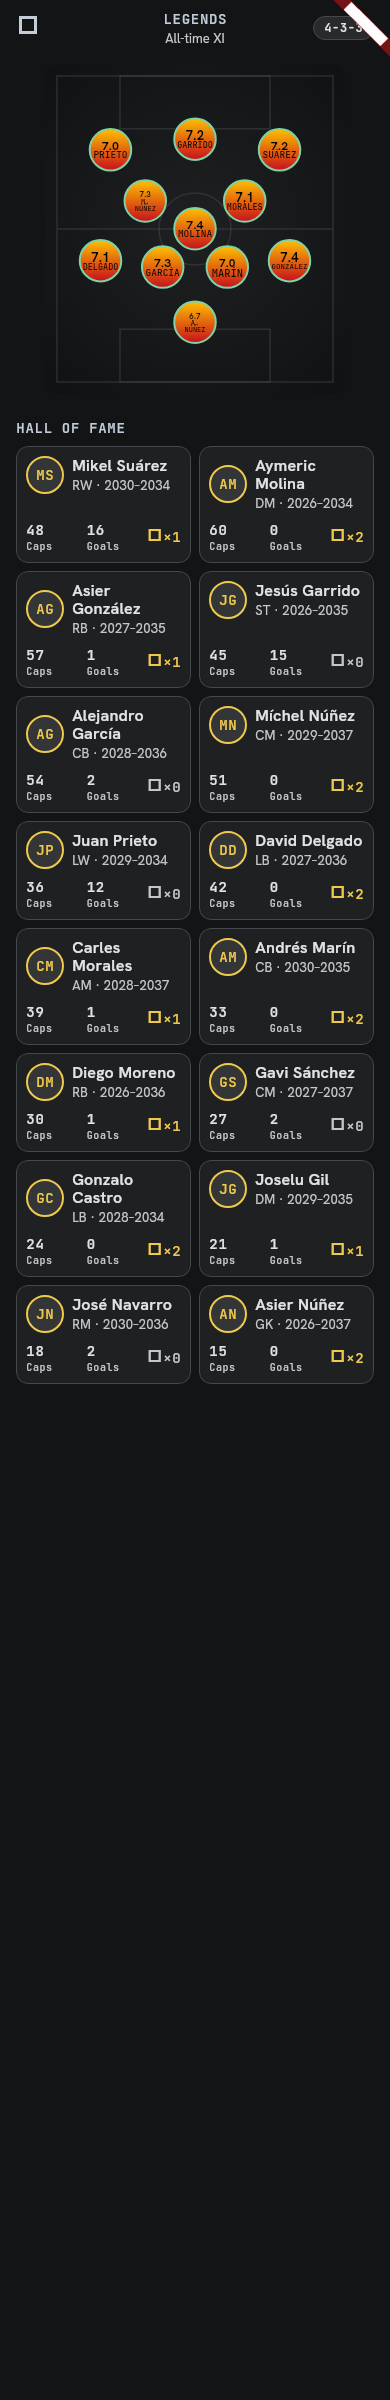 LEGENDS
All-time XI
4-3-3
7.0
PRIETO
7.2
GARRIDO
7.2
SUÁREZ
7.3
M.
NÚÑEZ
7.1
MORALES
7.4
MOLINA
7.1
DELGADO
7.3
GARCÍA
7.0
MARÍN
7.4
GONZÁLEZ
6.7
A.
NÚÑEZ
HALL OF FAME
MS
Mikel Suárez
RW · 2030–2034
48
16
×1
Caps
Goals
AM
Aymeric
Molina
DM · 2026–2034
60
0
×2
Caps
Goals
AG
Asier
González
RB · 2027–2035
57
1
×1
Caps
Goals
JG
Jesús Garrido
ST · 2026–2035
45
15
×0
Caps
Goals
AG
Alejandro
García
CB · 2028–2036
54
2
×0
Caps
Goals
MN
Míchel Núñez
CM · 2029–2037
51
0
×2
Caps
Goals
JP
Juan Prieto
LW · 2029–2034
36
12
×0
Caps
Goals
DD
David Delgado
LB · 2027–2036
42
0
×2
Caps
Goals
CM
Carles
Morales
AM · 2028–2037
39
1
×1
Caps
Goals
AM
Andrés Marín
CB · 2030–2035
33
0
×2
Caps
Goals
DM
Diego Moreno
RB · 2026–2036
30
1
×1
Caps
Goals
GS
Gavi Sánchez
CM · 2027–2037
27
2
×0
Caps
Goals
GC
Gonzalo
Castro
LB · 2028–2034
24
0
×2
Caps
Goals
JG
Joselu Gil
DM · 2029–2035
21
1
×1
Caps
Goals
JN
José Navarro
RM · 2030–2036
18
2
×0
Caps
Goals
AN
Asier Núñez
GK · 2026–2037
15
0
×2
Caps
Goals